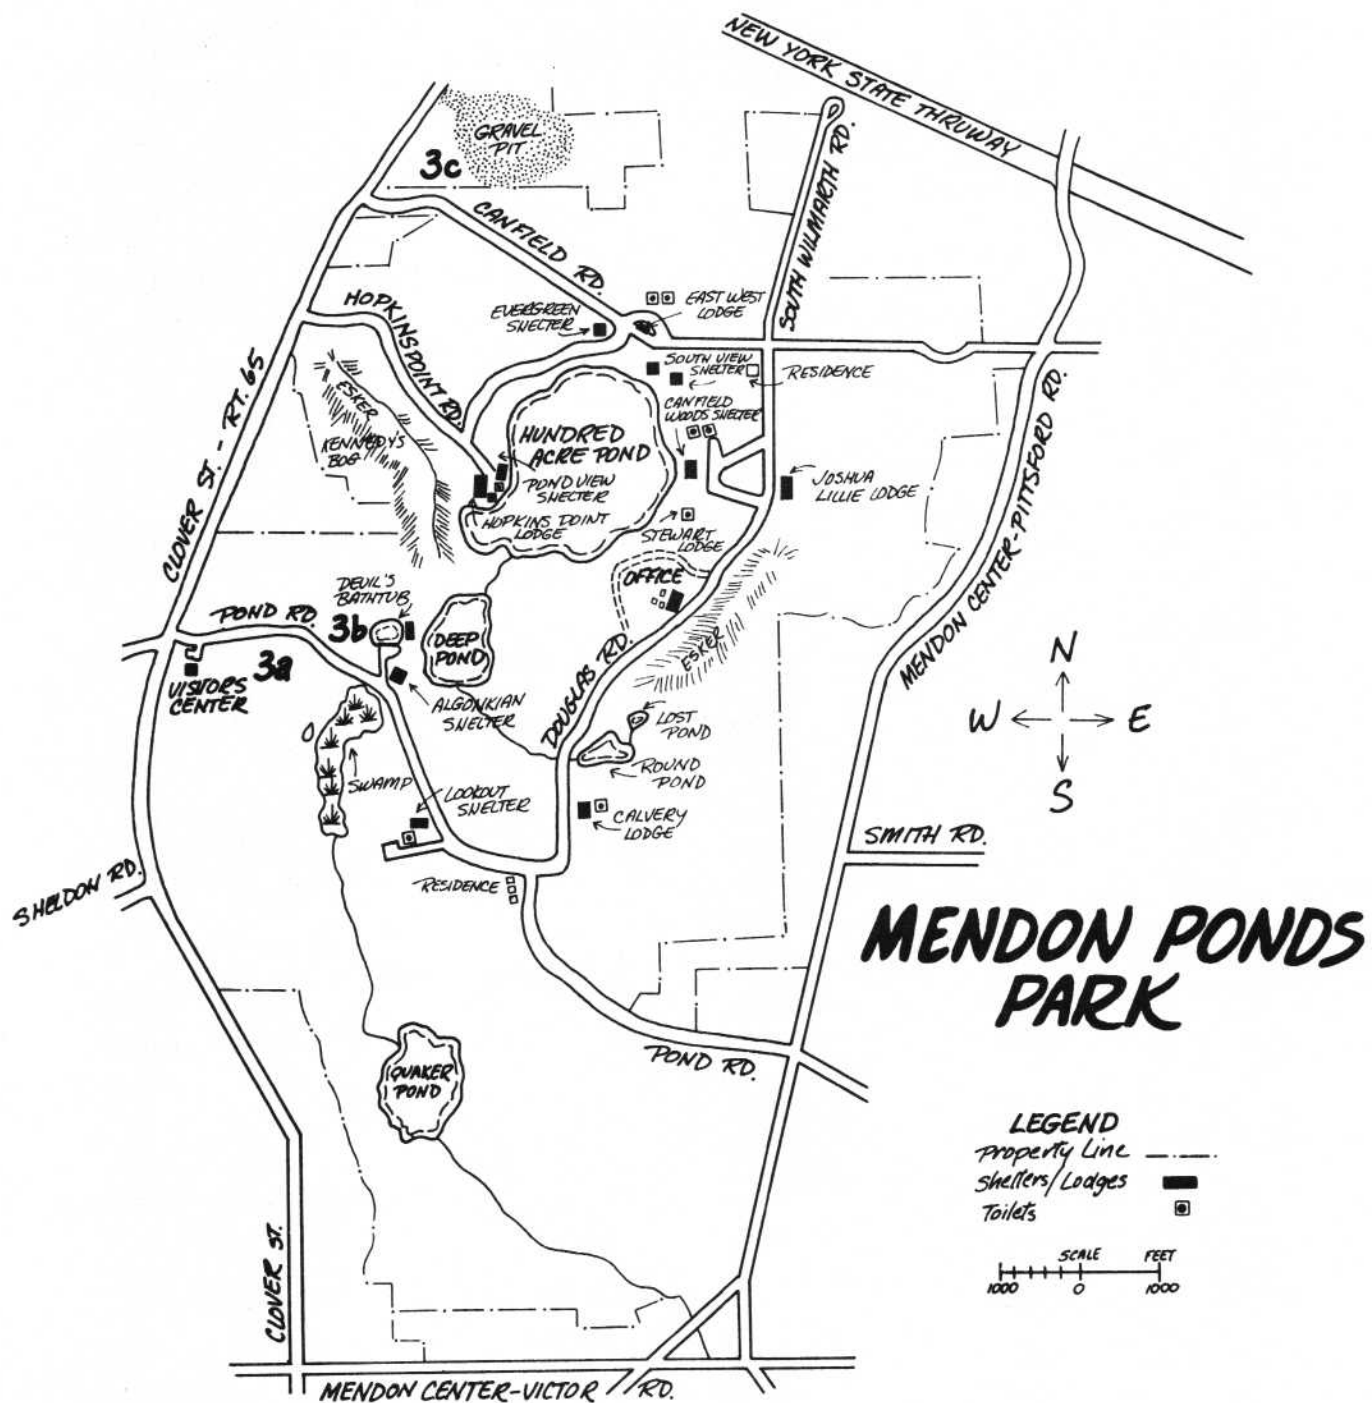 NEW YORK STATE THRUWAY
GRAVEL
PIT
3c
SOUTH WILMARTH RD.
CANFIELD RD.
HOPKINS POINT RD.
EVERGREEN
SHELTER
EAST WEST
LODGE
CLOVER ST. - RT. 65
ESKER
KENNEDY'S
BOG
SOUTH VIEW
SHELTER
RESIDENCE
CANFIELD
WOODS SHELTER
HUNDRED
ACRE POND
POND VIEW
SHELTER
HOPKINS POINT
LODGE
JOSHUA
LILLIE LODGE
STEWART
LODGE
MENDON CENTER-PITTSFORD RD.
OFFICE
DEVIL'S
BATHTUB
POND RD.
3b
3a
DEEP
POND
ESKER
VISITORS
CENTER
ALGONKIAN
SHELTER
DOUGLAS RD.
LOST
POND
ROUND
POND
N
W
E
S
SWAMP
LOOKOUT
SHELTER
CALVERY
LODGE
SMITH RD.
SHELDON RD.
RESIDENCE
MENDON PONDS
PARK
POND RD.
QUAKER
POND
LEGEND
Property Line
Shelters/Lodges
Toilets
SCALE FEET
1000 0 1000
CLOVER ST.
MENDON CENTER-VICTOR RD.